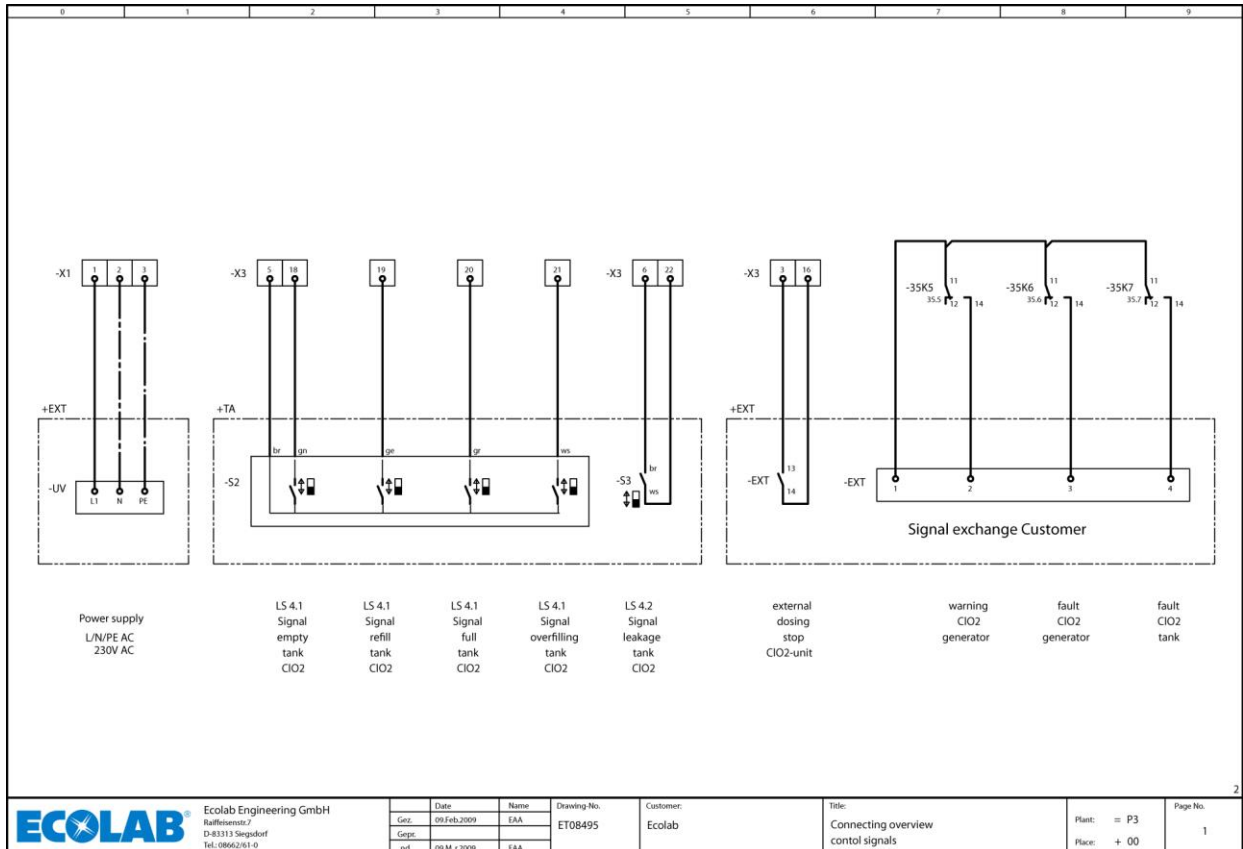 0 1 2 3 4 5 6 7 8 9
-X1 1 2 3
-X3 5 18 19 20 21
-X3 6 22
-X3 3 16
-35K5 11
35.5 12 14
-35K6 11
35.6 12 14
-35K7 11
35.7 12 14
+EXT
+TA
+EXT
br gn ge gr ws
-UV
L1 N PE
-S2
-S3 br
ws
-EXT 13
14
-EXT
1 2 3 4
Signal exchange Customer
Power supply
L/N/PE AC
230V AC
LS 4.1
Signal
empty
tank
ClO2
LS 4.1
Signal
refill
tank
ClO2
LS 4.1
Signal
full
tank
ClO2
LS 4.1
Signal
overfilling
tank
ClO2
LS 4.2
Signal
leakage
tank
ClO2
external
dosing
stop
ClO2-unit
warning
ClO2
generator
fault
ClO2
generator
fault
ClO2
tank
2
ECOLAB®
Ecolab Engineering GmbH
Raiffeisenstr.7
D-83313 Siegsdorf
Tel.: 08662/61-0
Date Name
Gez. 09.Feb.2009 EAA
Gepr.
Drawing-No.
ET08495
Customer:
Ecolab
Title:
Connecting overview
contol signals
Plant: = P3
Place: + 00
Page No.
1